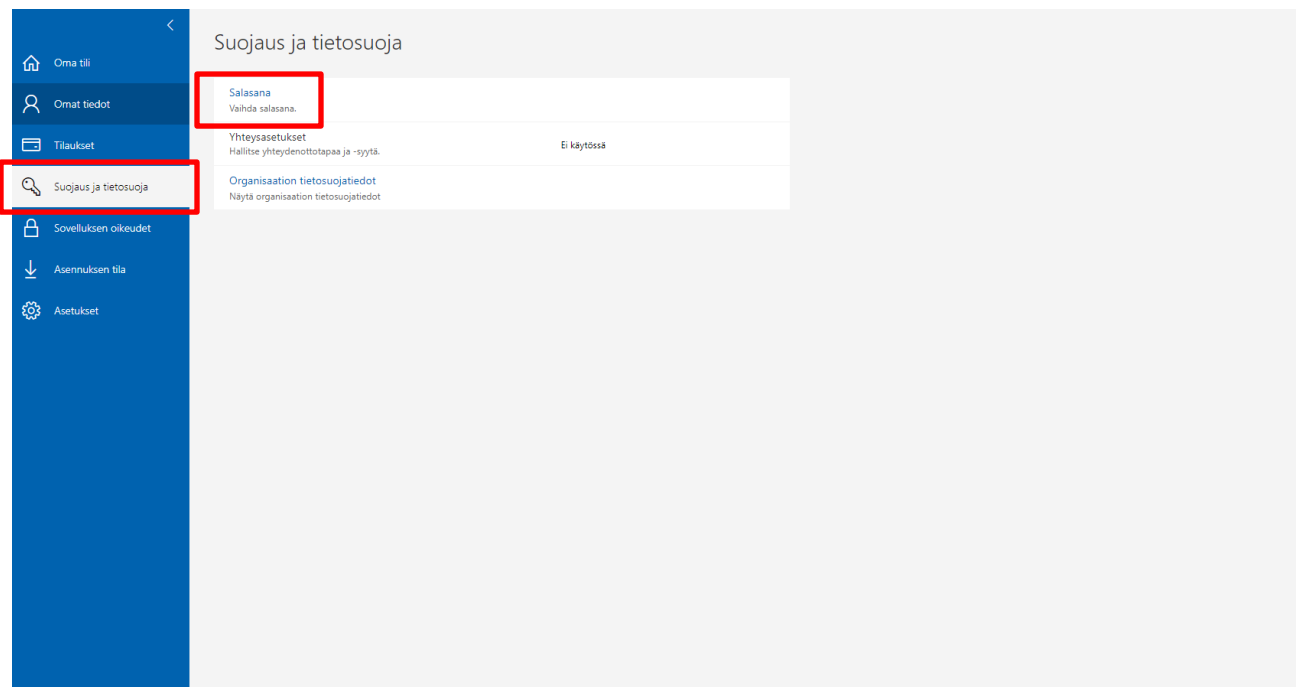 Oma tili
Omat tiedot
Tilaukset
Suojaus ja tietosuoja
Sovelluksen oikeudet
Asennuksen tila
Asetukset
Suojaus ja tietosuoja
Salasana
Vaihda salasana.
Yhteysasetukset
Hallitse yhteydenottotapaa ja -syytä.
Ei käytössä
Organisaation tietosuojatiedot
Näytä organisaation tietosuojatiedot